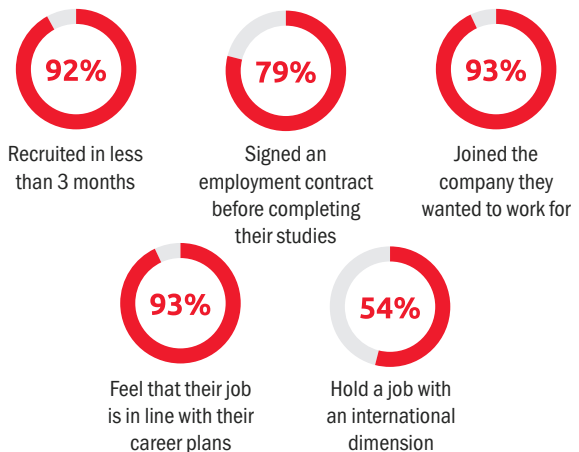 92%
Recruited in less
than 3 months
79%
Signed an
employment contract
before completing
their studies
93%
Joined the
company they
wanted to work for
93%
Feel that their job
is in line with their
career plans
54%
Hold a job with
an international
dimension